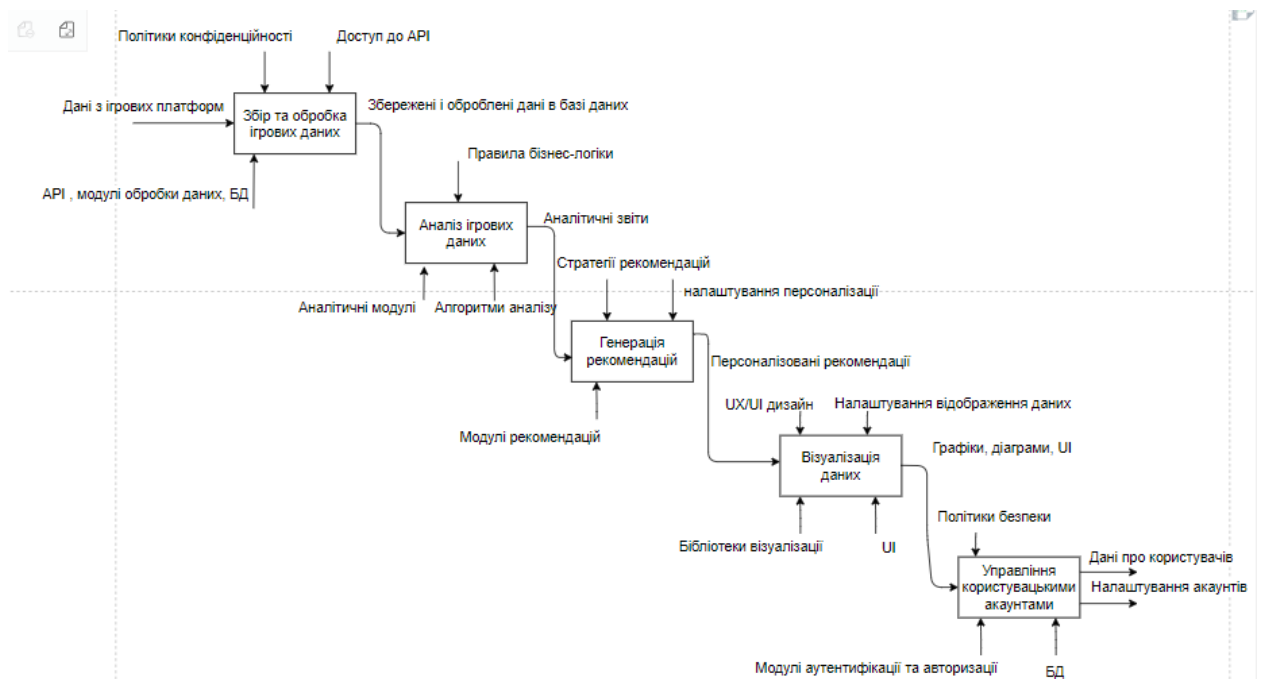 Політики конфіденційності
Доступ до API
Дані з ігрових платформ
Збір та обробка
ігрових даних
Збережені і оброблені дані в базі даних
API , модулі обробки даних, БД
Правила бізнес-логіки
Аналіз ігрових
даних
Аналітичні звіти
Аналітичні модулі
Алгоритми аналізу
Стратегії рекомендацій
налаштування персоналізації
Генерація
рекомендацій
Персоналізовані рекомендації
Модулі рекомендацій
UX/UI дизайн
Налаштування відображення даних
Візуалізація
даних
Графіки, діаграми, UI
Бібліотеки візуалізації
UI
Політики безпеки
Управління
користувацькими
акаунтами
Дані про користувачів
Налаштування акаунтів
Модулі аутентифікації та авторизації
БД